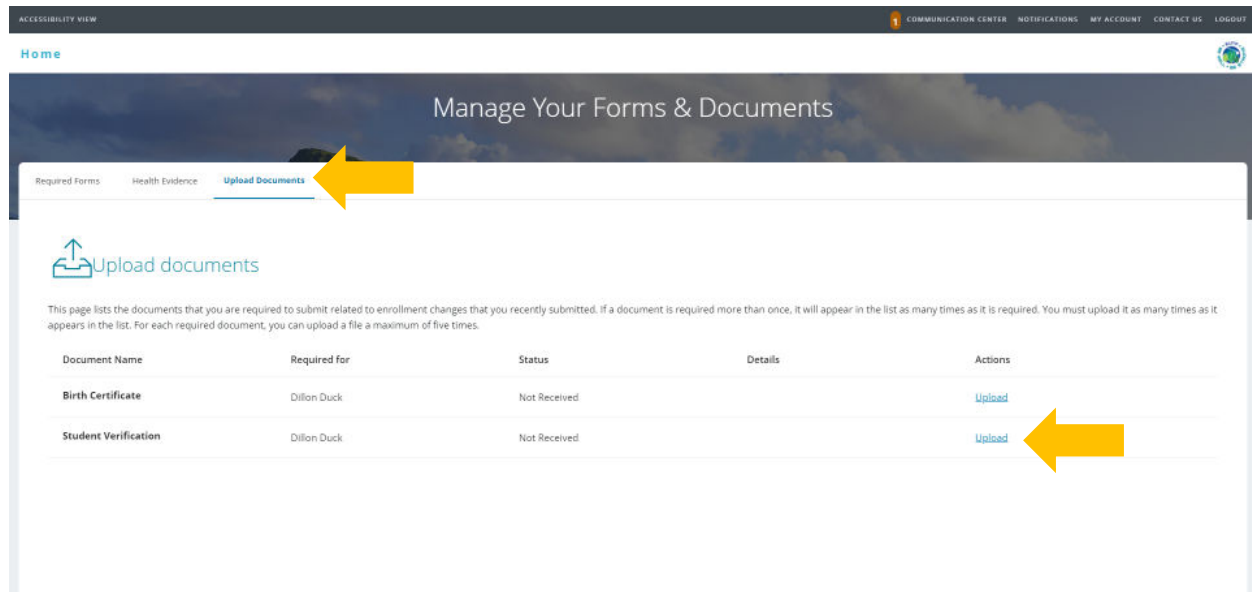 ACCESSIBILITY VIEW
1 COMMUNICATION CENTER NOTIFICATIONS MY ACCOUNT CONTACT US LOGOUT
Home
Manage Your Forms & Documents
Required Forms Health Evidence Upload Documents
Upload documents
This page lists the documents that you are required to submit related to enrollment changes that you recently submitted. If a document is required more than once, it will appear in the list as many times as it is required. You must upload it as many times as it
appears in the list. For each required document, you can upload a file a maximum of five times.
Document Name Required for Status Details Actions
Birth Certificate Dillon Duck Not Received Upload
Student Verification Dillon Duck Not Received Upload